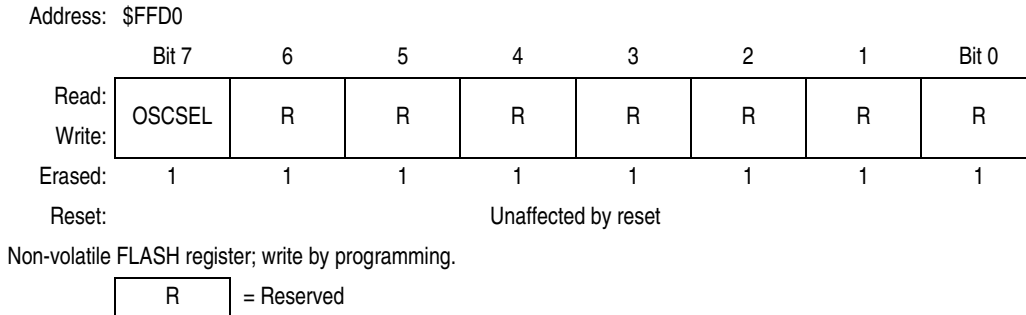 Address: $FFD0
Bit 7 6 5 4 3 2 1 Bit 0
Read:
OSCSEL R R R R R R R
Write:
Erased: 1 1 1 1 1 1 1 1
Reset: Unaffected by reset
Non-volatile FLASH register; write by programming.
R = Reserved